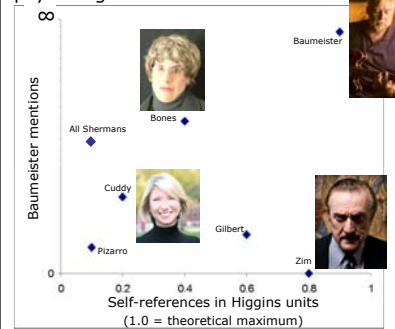 ∞
Baumeister
Bones
All Shermans
Cuddy
Gilbert
Pizarro
Zim
0
Baumeister mentions
0 0.2 0.4 0.6 0.8 1
Self-references in Higgins units
(1.0 = theoretical maximum)